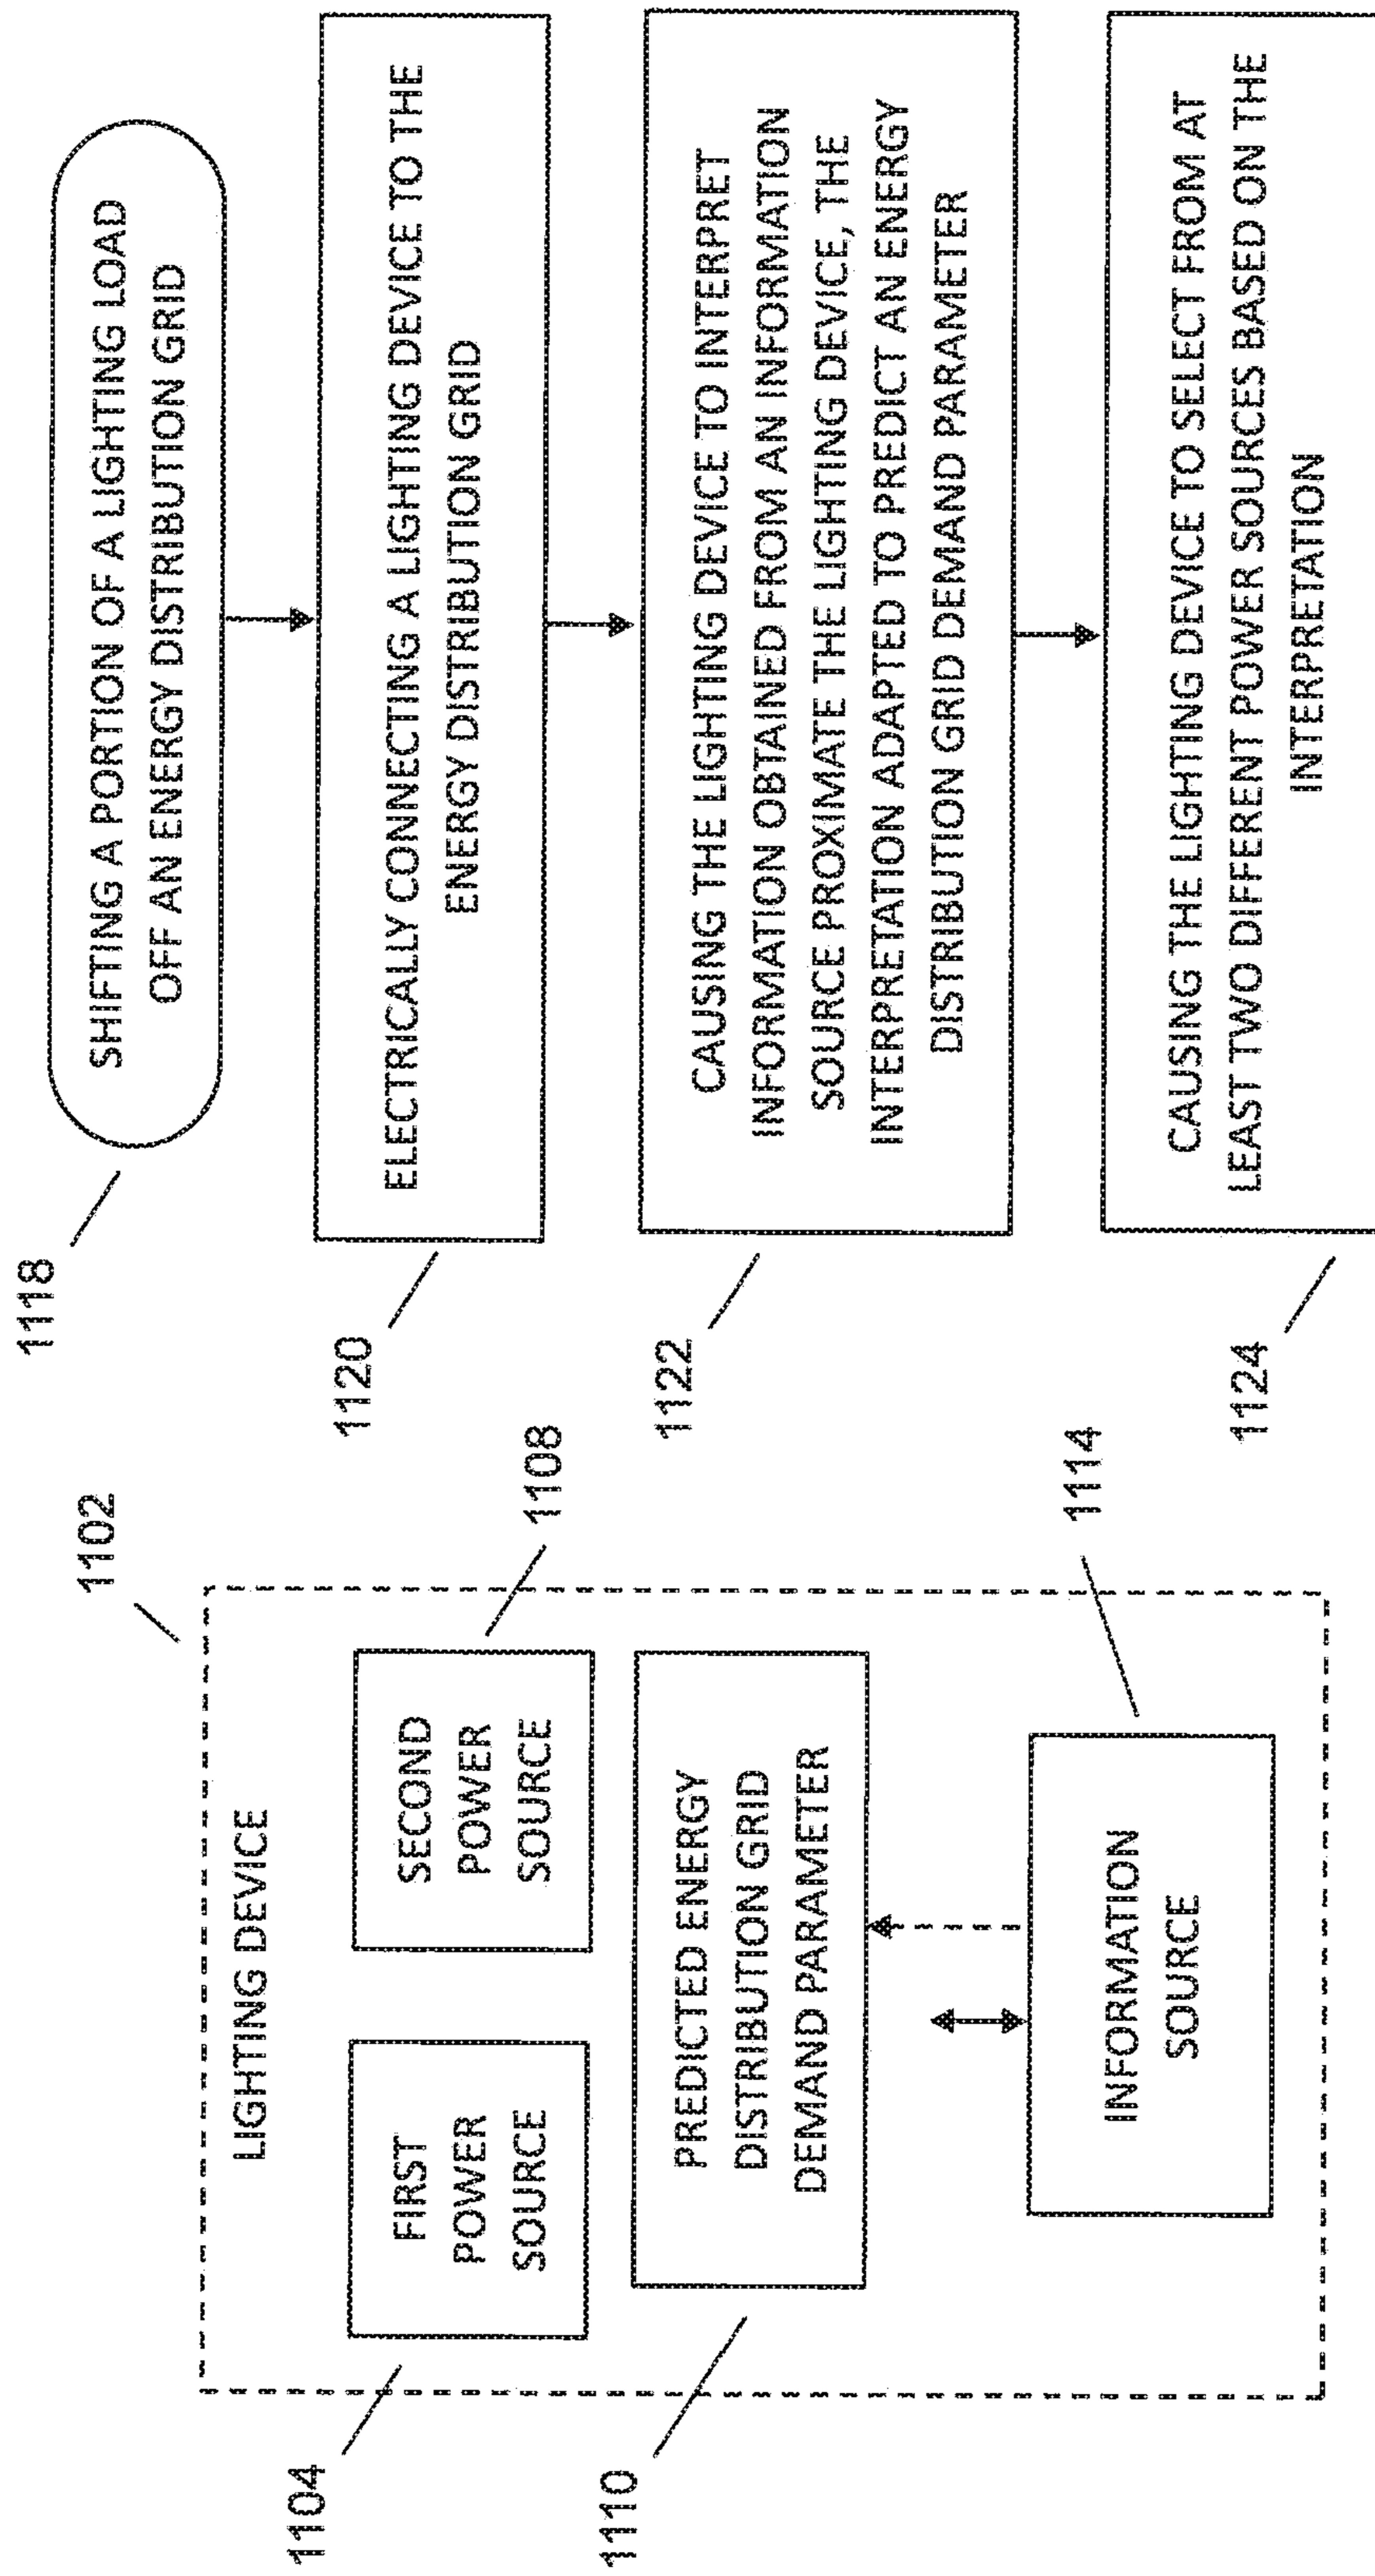 1102
LIGHTING DEVICE
1104
FIRST
POWER
SOURCE
SECOND
POWER
SOURCE
1108
1110
PREDICTED ENERGY
DISTRIBUTION GRID
DEMAND PARAMETER
INFORMATION
SOURCE
1114
1118
SHIFTING A PORTION OF A LIGHTING LOAD
OFF AN ENERGY DISTRIBUTION GRID
1120
ELECTRICALLY CONNECTING A LIGHTING DEVICE TO THE
ENERGY DISTRIBUTION GRID
1122
CAUSING THE LIGHTING DEVICE TO INTERPRET
INFORMATION OBTAINED FROM AN INFORMATION
SOURCE PROXIMATE THE LIGHTING DEVICE, THE
INTERPRETATION ADAPTED TO PREDICT AN ENERGY
DISTRIBUTION GRID DEMAND PARAMETER
1124
CAUSING THE LIGHTING DEVICE TO SELECT FROM AT
LEAST TWO DIFFERENT POWER SOURCES BASED ON THE
INTERPRETATION